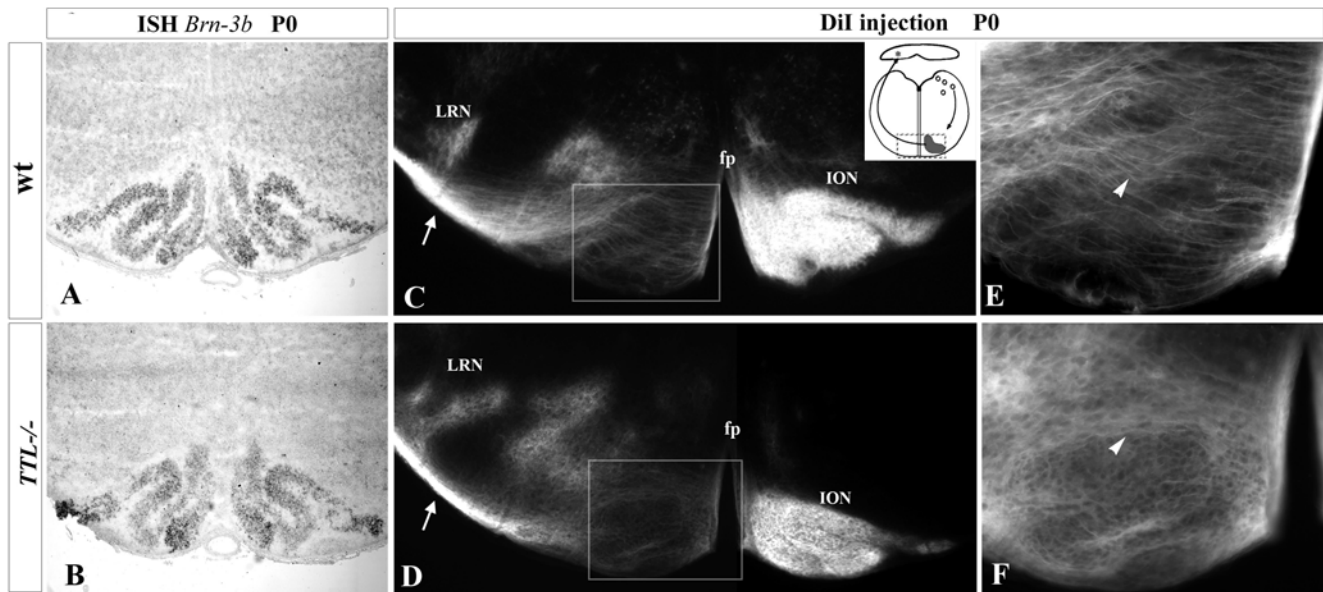 ISH Brn-3b P0
DiI injection P0
wt
A
LRN
fp
ION
C
E
TTL-/-
B
LRN
fp
ION
D
F